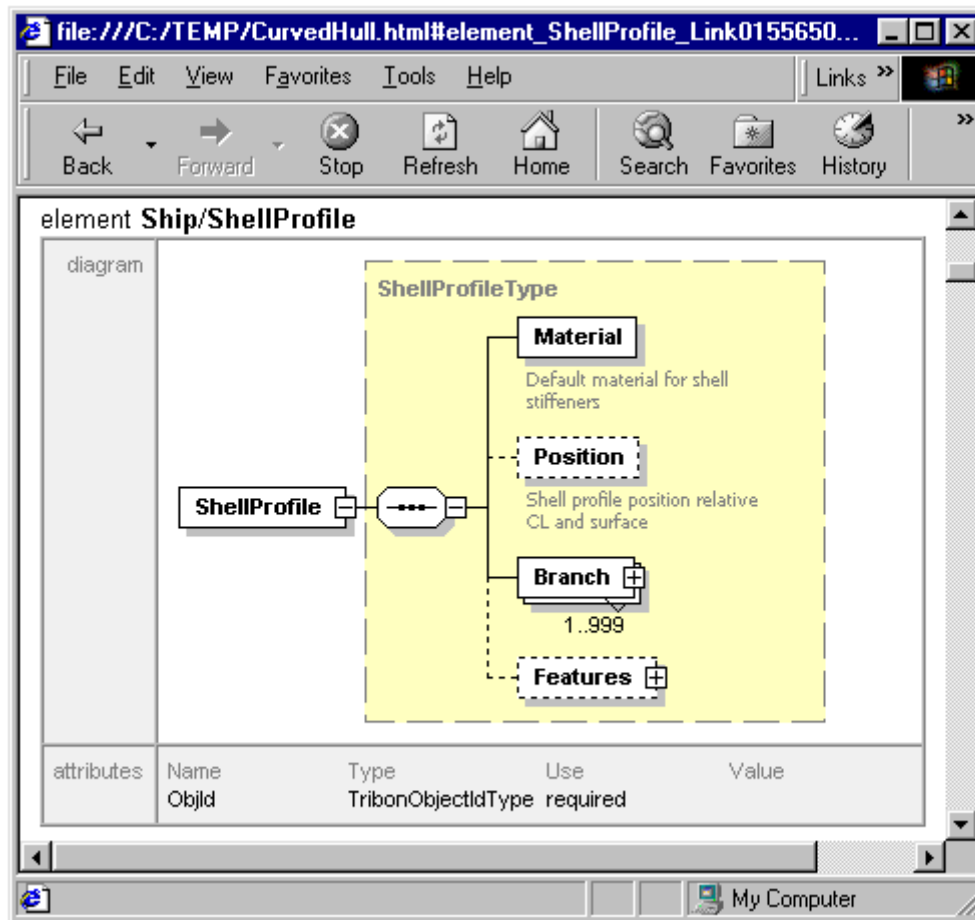 file:///C:/TEMP/CurvedHull.html#element_ShellProfile_Link0155650...
File Edit View Favorites Tools Help Links »
Back Forward Stop Refresh Home Search Favorites History »
element Ship/ShellProfile
diagram
ShellProfileType
Material
Default material for shell
stiffeners
Position
Shell profile position relative
CL and surface
ShellProfile
Branch
1..999
Features
attributes Name Type Use Value
ObjId TribonObjectIdType required
My Computer